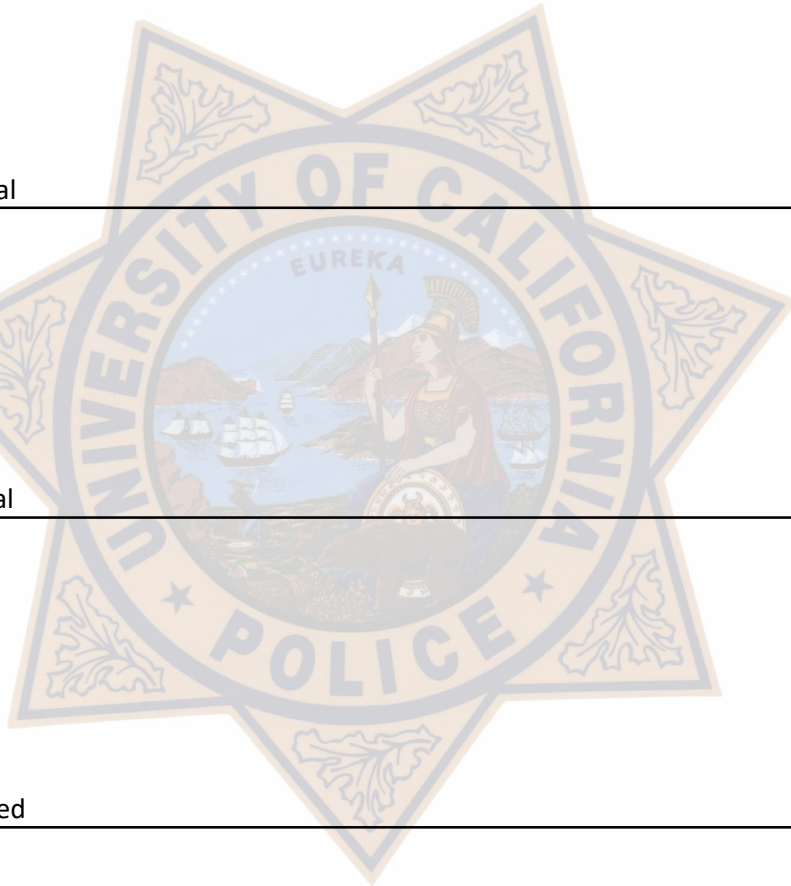 al
UNIVERSITY OF CALIFORNIA
EUREKA
al
POLICE
ed